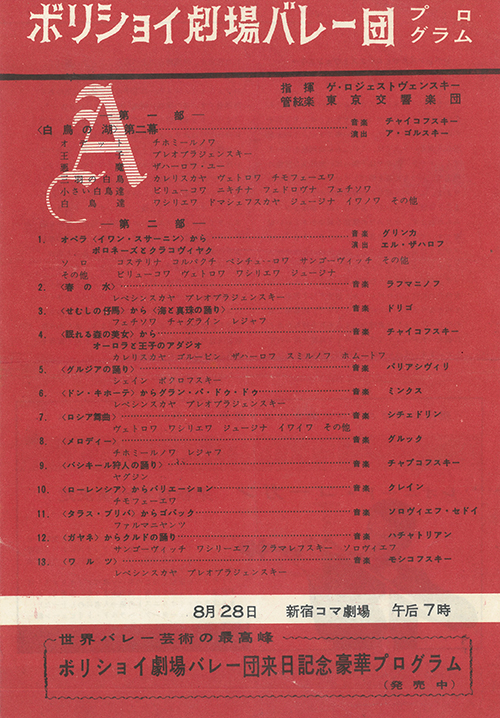 ボリショイ劇場バレー団 プログラム
A
指揮 ゲ・ロジェストヴェンスキー
管絃楽 東京交響楽団
第一部
〈白鳥の湖〉第二幕 音楽 チャイコフスキー
演出 ア・ゴルスキー
オデット チホミールノワ
王子 プレオブラジェンスキー
ザハーロフ・ユー
の白鳥 カレリスカヤ ヴェトロワ チモフェーエワ
小さい白鳥達 ビリューコワ ニキチナ フェドロヴナ フェチソワ
白鳥達 ワシリエワ ドマシェフスカヤ ジェージナ イワノワ その他
第二部
1. オペラ〈イワン・スサーニン〉から 音楽 グリンカ
ポロネーズとクラコヴィヤク 演出 エル・ザハロフ
ソロ コステリナ コルパクチ ベンチェーロワ サンゴーヴィッチ その他
その他 ビリューコワ ヴェトロワ ワシリエワ ジェージナ
2. 〈春の水〉 音楽 ラフマニノフ
レペシンスカヤ プレオブラジェンスキー
3. 〈せむしの仔馬〉から〈海と真珠の踊り〉 音楽 ドリゴ
フェチソワ チャダライン レジャフ
4. 〈眠れる森の美女〉から 音楽 チャイコフスキー
オーロラと王子のアダジオ
カレリスカヤ ゴルービン ザハーロワ スミルノフ ホムートフ
5. 〈グルジアの踊り〉 音楽 バリアシヴィリ
シェイン ボクロフスキー
6. 〈ドン・キホーテ〉からグラン・パ・ドゥ・ドゥ 音楽 ミンクス
レペシンスカヤ プレオブラジェンスキー
7. 〈ロシア舞曲〉 音楽 シチェドリン
ヴェトロワ ワシリエワ ジェージナ イワイワ その他
8. 〈メロディー〉 音楽 グルック
チホミールノワ レジャフ
9. 〈バシキール狩人の踊り〉 音楽 チャプコフスキー
ヤグジン
10. 〈ローレンシア〉からバリエーション 音楽 クレイン
チモフェーエワ
11. 〈タラス・ブリバ〉からゴパック 音楽 ソロヴィエフ・セドイ
ファルマニヤンツ
12. 〈ガヤネ〉からクルドの踊り 音楽 ハチャトリアン
サンゴーヴィッチ ワシリーエフ クラマレフスキー ソロヴィエフ
13. 〈ワルツ〉 音楽 モシコフスキー
レペシンスカヤ プレオブラジェンスキー
8月28日 新宿コマ劇場 午后7時
世界バレー芸術の最高峰
ボリショイ劇場バレー団来日記念豪華プログラム
(発売中)